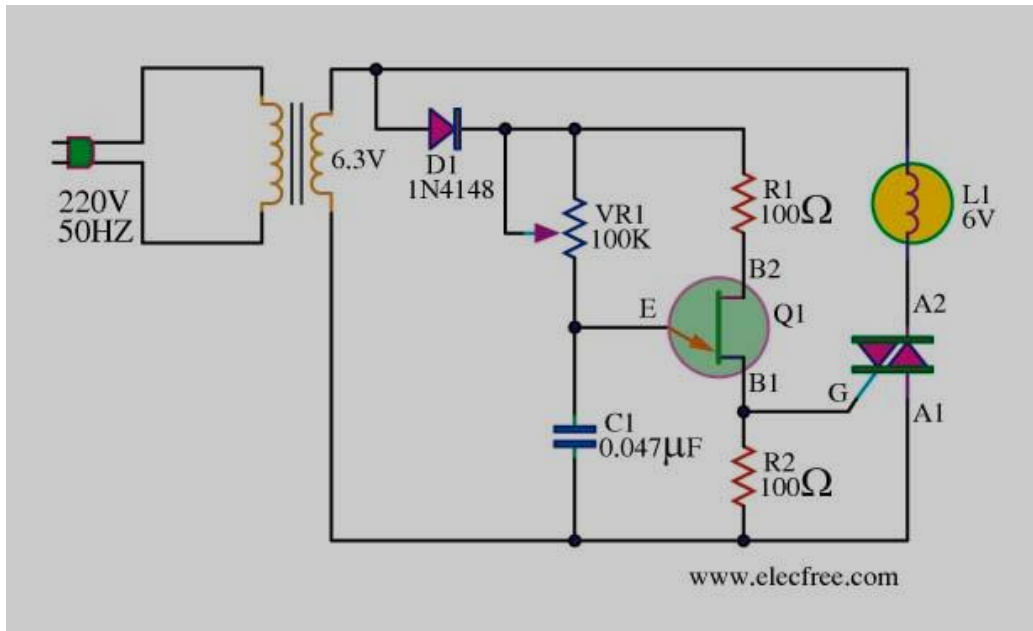 220V
50HZ
6.3V
D1
1N4148
VR1
100K
R1
100Ω
L1
6V
B2
E
Q1
A2
B1
G
A1
C1
0.047µF
R2
100Ω
www.elecfree.com